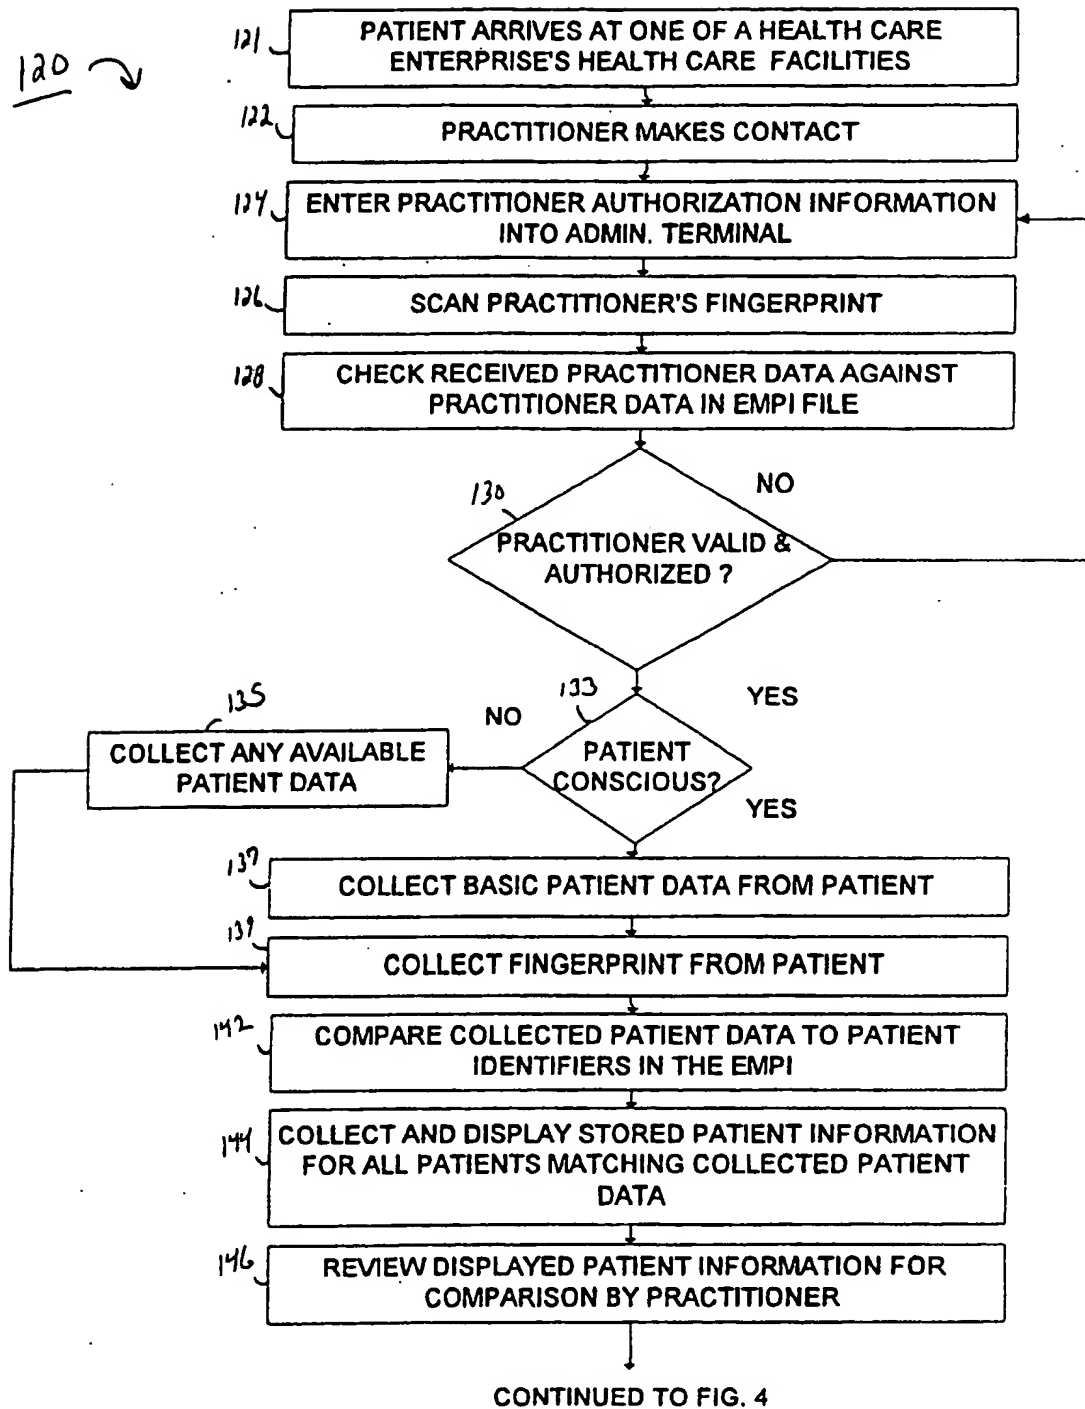 120
121
PATIENT ARRIVES AT ONE OF A HEALTH CARE
ENTERPRISE'S HEALTH CARE FACILITIES
122
PRACTITIONER MAKES CONTACT
124
ENTER PRACTITIONER AUTHORIZATION INFORMATION
INTO ADMIN. TERMINAL
126
SCAN PRACTITIONER'S FINGERPRINT
128
CHECK RECEIVED PRACTITIONER DATA AGAINST
PRACTITIONER DATA IN EMPI FILE
130
NO
PRACTITIONER VALID &
AUTHORIZED ?
YES
133
NO
PATIENT
CONSCIOUS?
YES
135
COLLECT ANY AVAILABLE
PATIENT DATA
137
COLLECT BASIC PATIENT DATA FROM PATIENT
139
COLLECT FINGERPRINT FROM PATIENT
142
COMPARE COLLECTED PATIENT DATA TO PATIENT
IDENTIFIERS IN THE EMPI
144
COLLECT AND DISPLAY STORED PATIENT INFORMATION
FOR ALL PATIENTS MATCHING COLLECTED PATIENT
DATA
146
REVIEW DISPLAYED PATIENT INFORMATION FOR
COMPARISON BY PRACTITIONER
CONTINUED TO FIG. 4